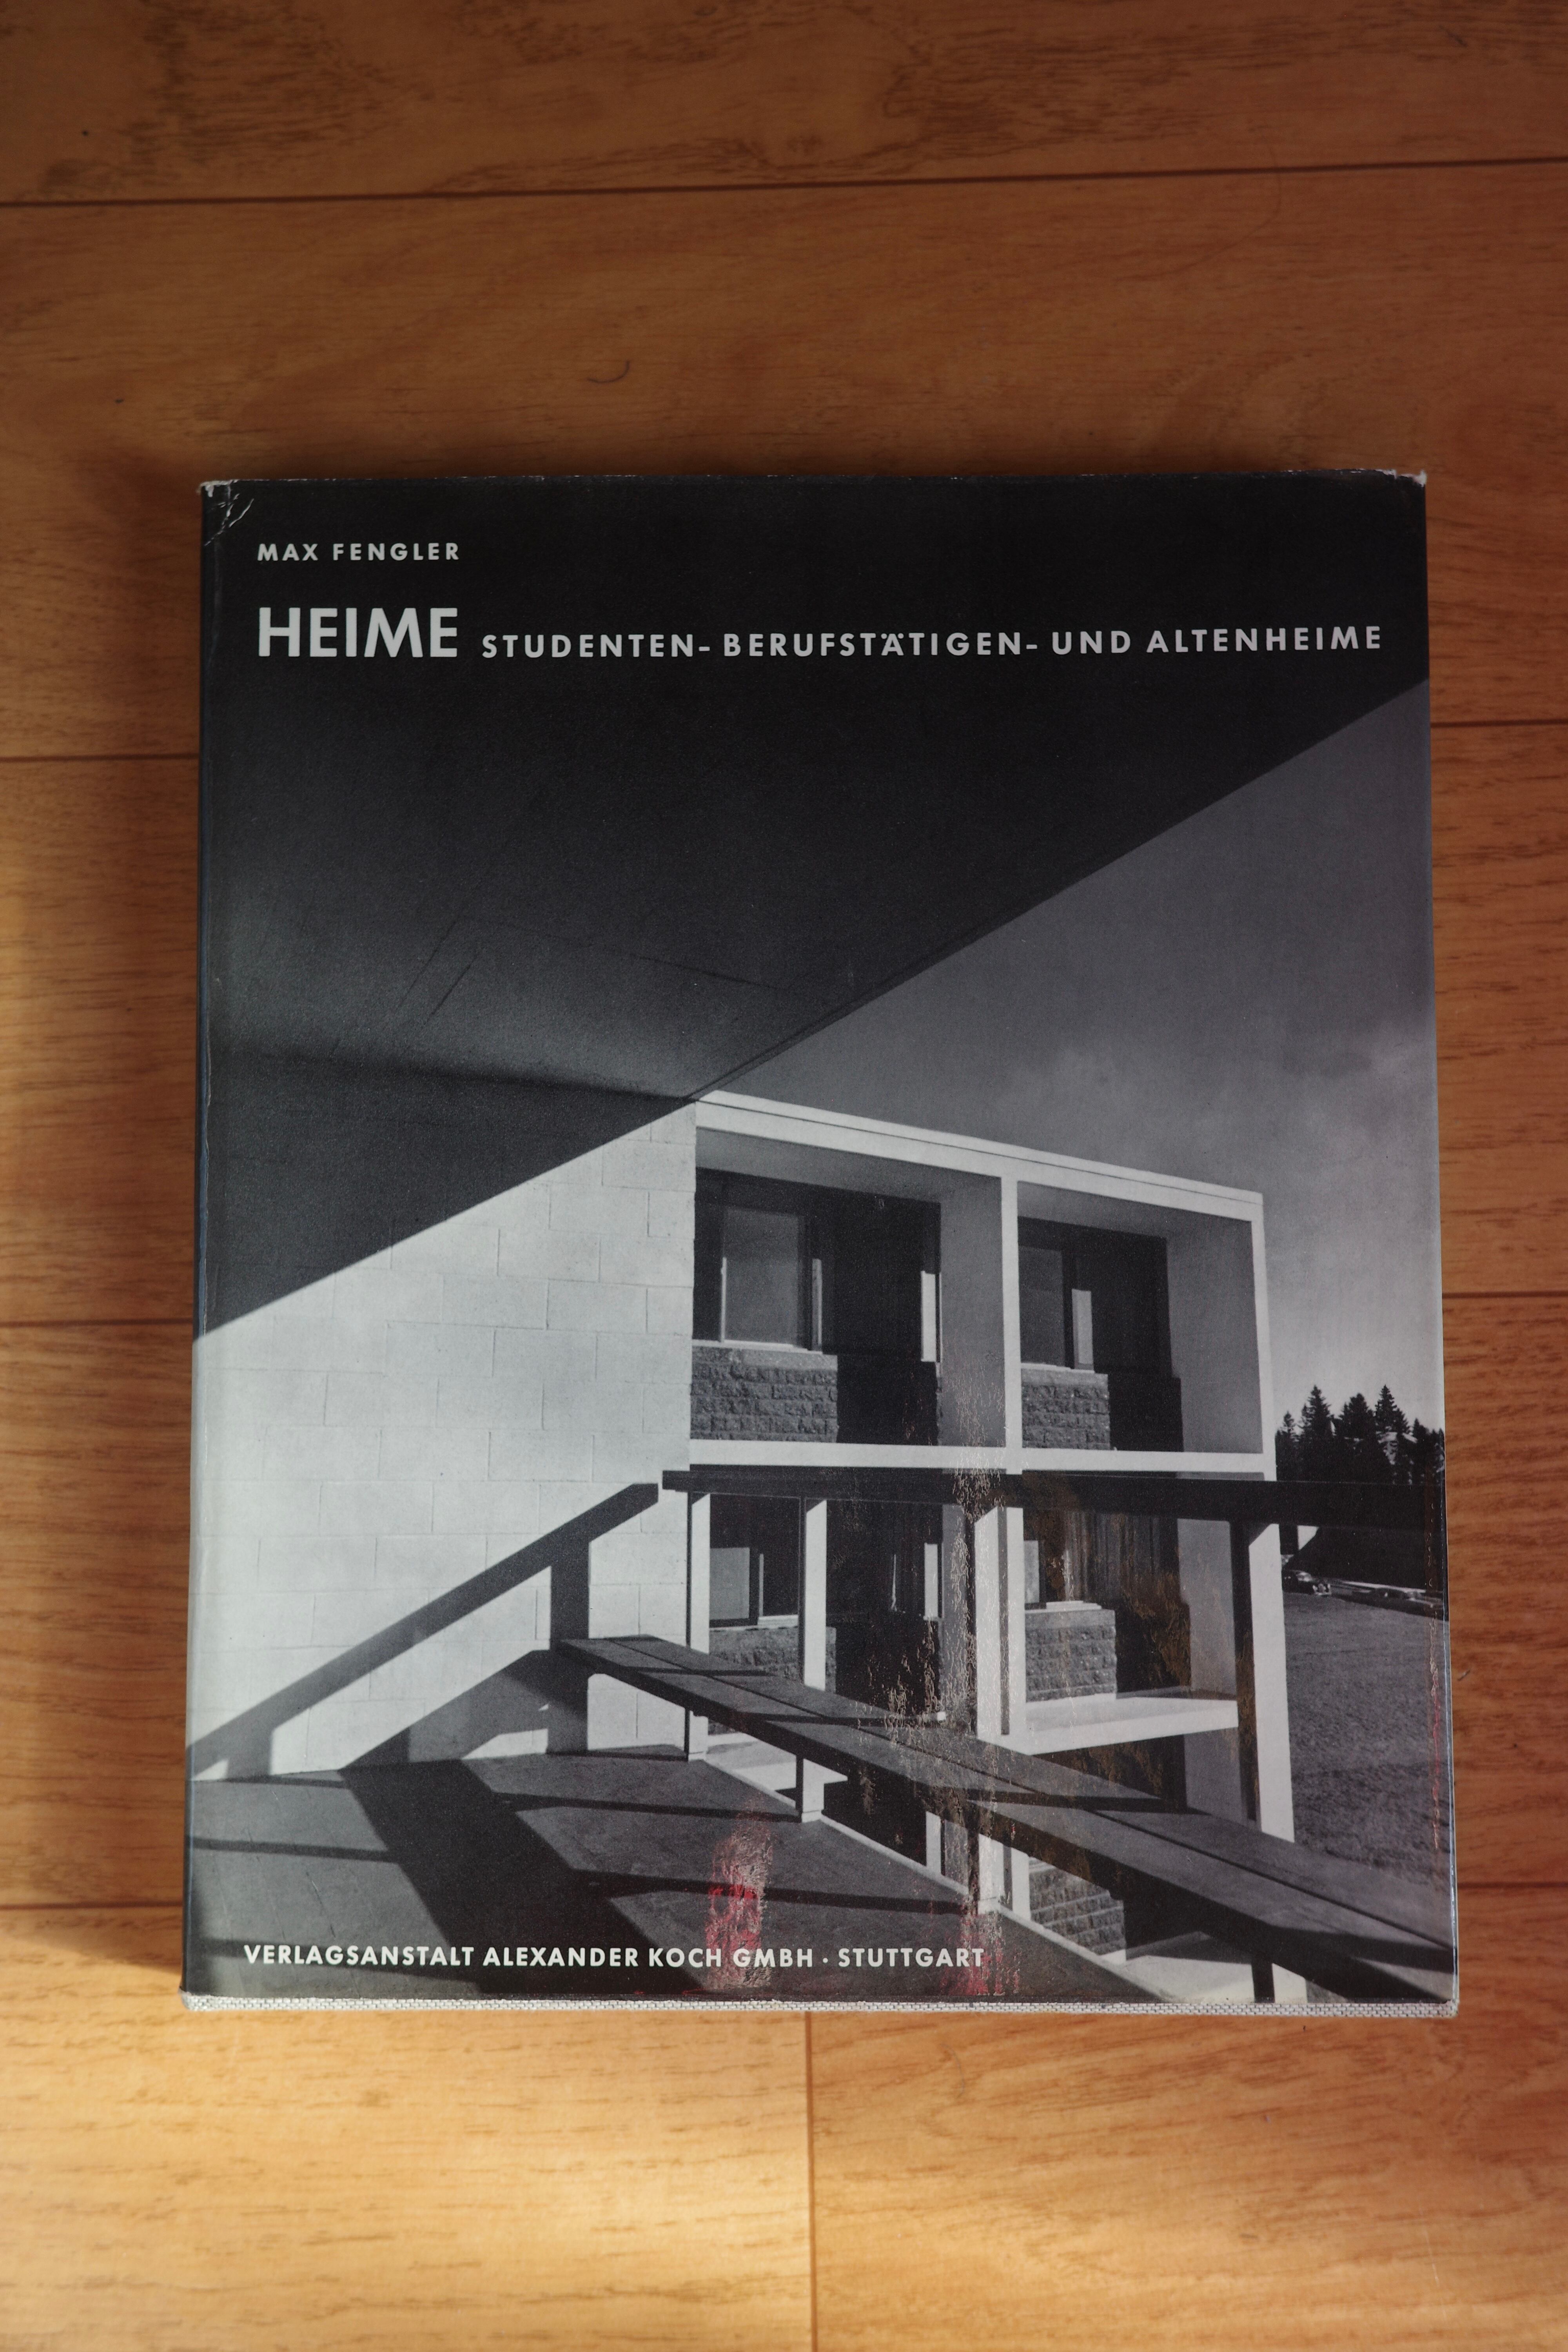 MAX FENGLER
HEIME STUDENTEN- BERUFSTÄTIGEN- UND ALTENHEIME
VERLAGSANSTALT ALEXANDER KOCH GMBH · STUTTGART